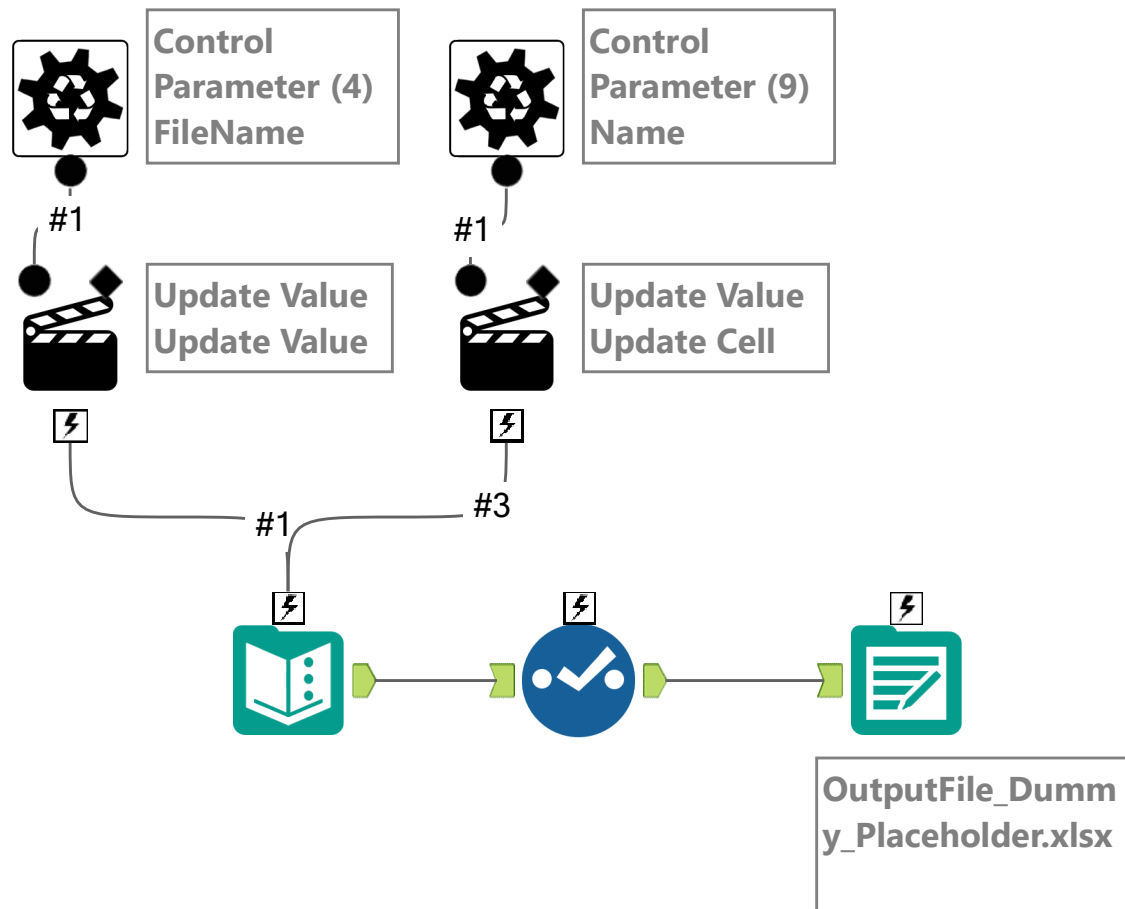 Control
Parameter (4)
FileName
Control
Parameter (9)
Name
#1
#1
Update Value
Update Value
Update Value
Update Cell
#1
#3
OutputFile_Dumm
y_Placeholder.xlsx